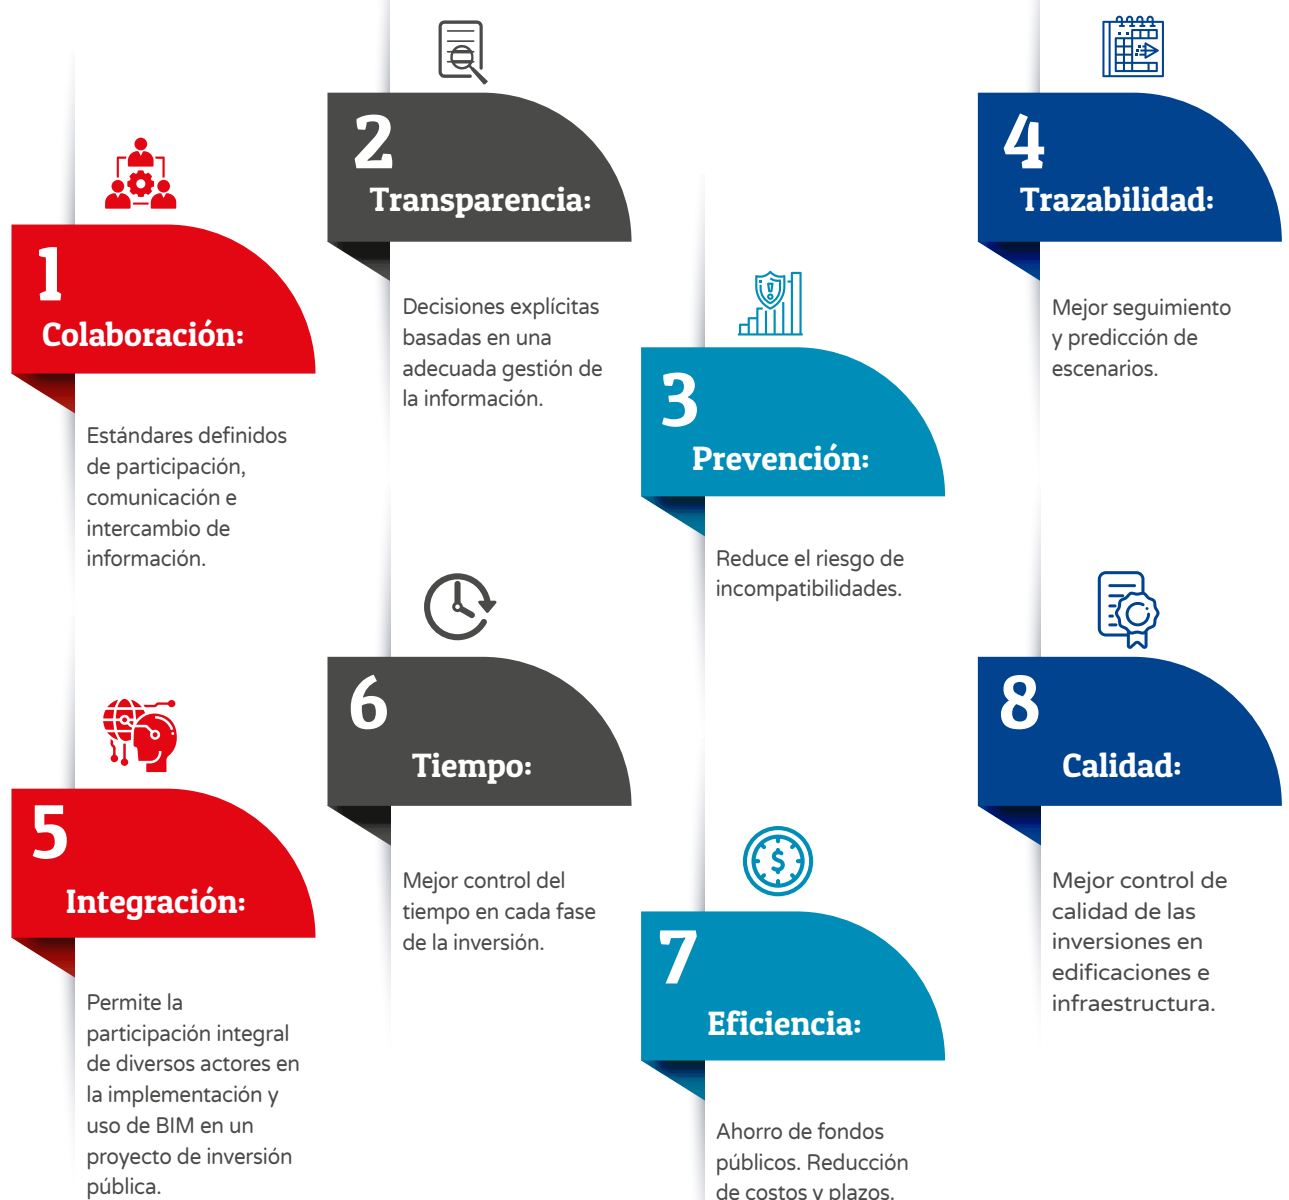 1
Colaboración:
Estándares definidos
de participación,
comunicación e
intercambio de
información.
2
Transparencia:
Decisiones explícitas
basadas en una
adecuada gestión de
la información.
3
Prevención:
Reduce el riesgo de
incompatibilidades.
4
Trazabilidad:
Mejor seguimiento
y predicción de
escenarios.
5
Integración:
Permite la
participación integral
de diversos actores en
la implementación y
uso de BIM en un
proyecto de inversión
pública.
6
Tiempo:
Mejor control del
tiempo en cada fase
de la inversión.
7
Eficiencia:
Ahorro de fondos
públicos. Reducción
de costos y plazos.
8
Calidad:
Mejor control de
calidad de las
inversiones en
edificaciones e
infraestructura.